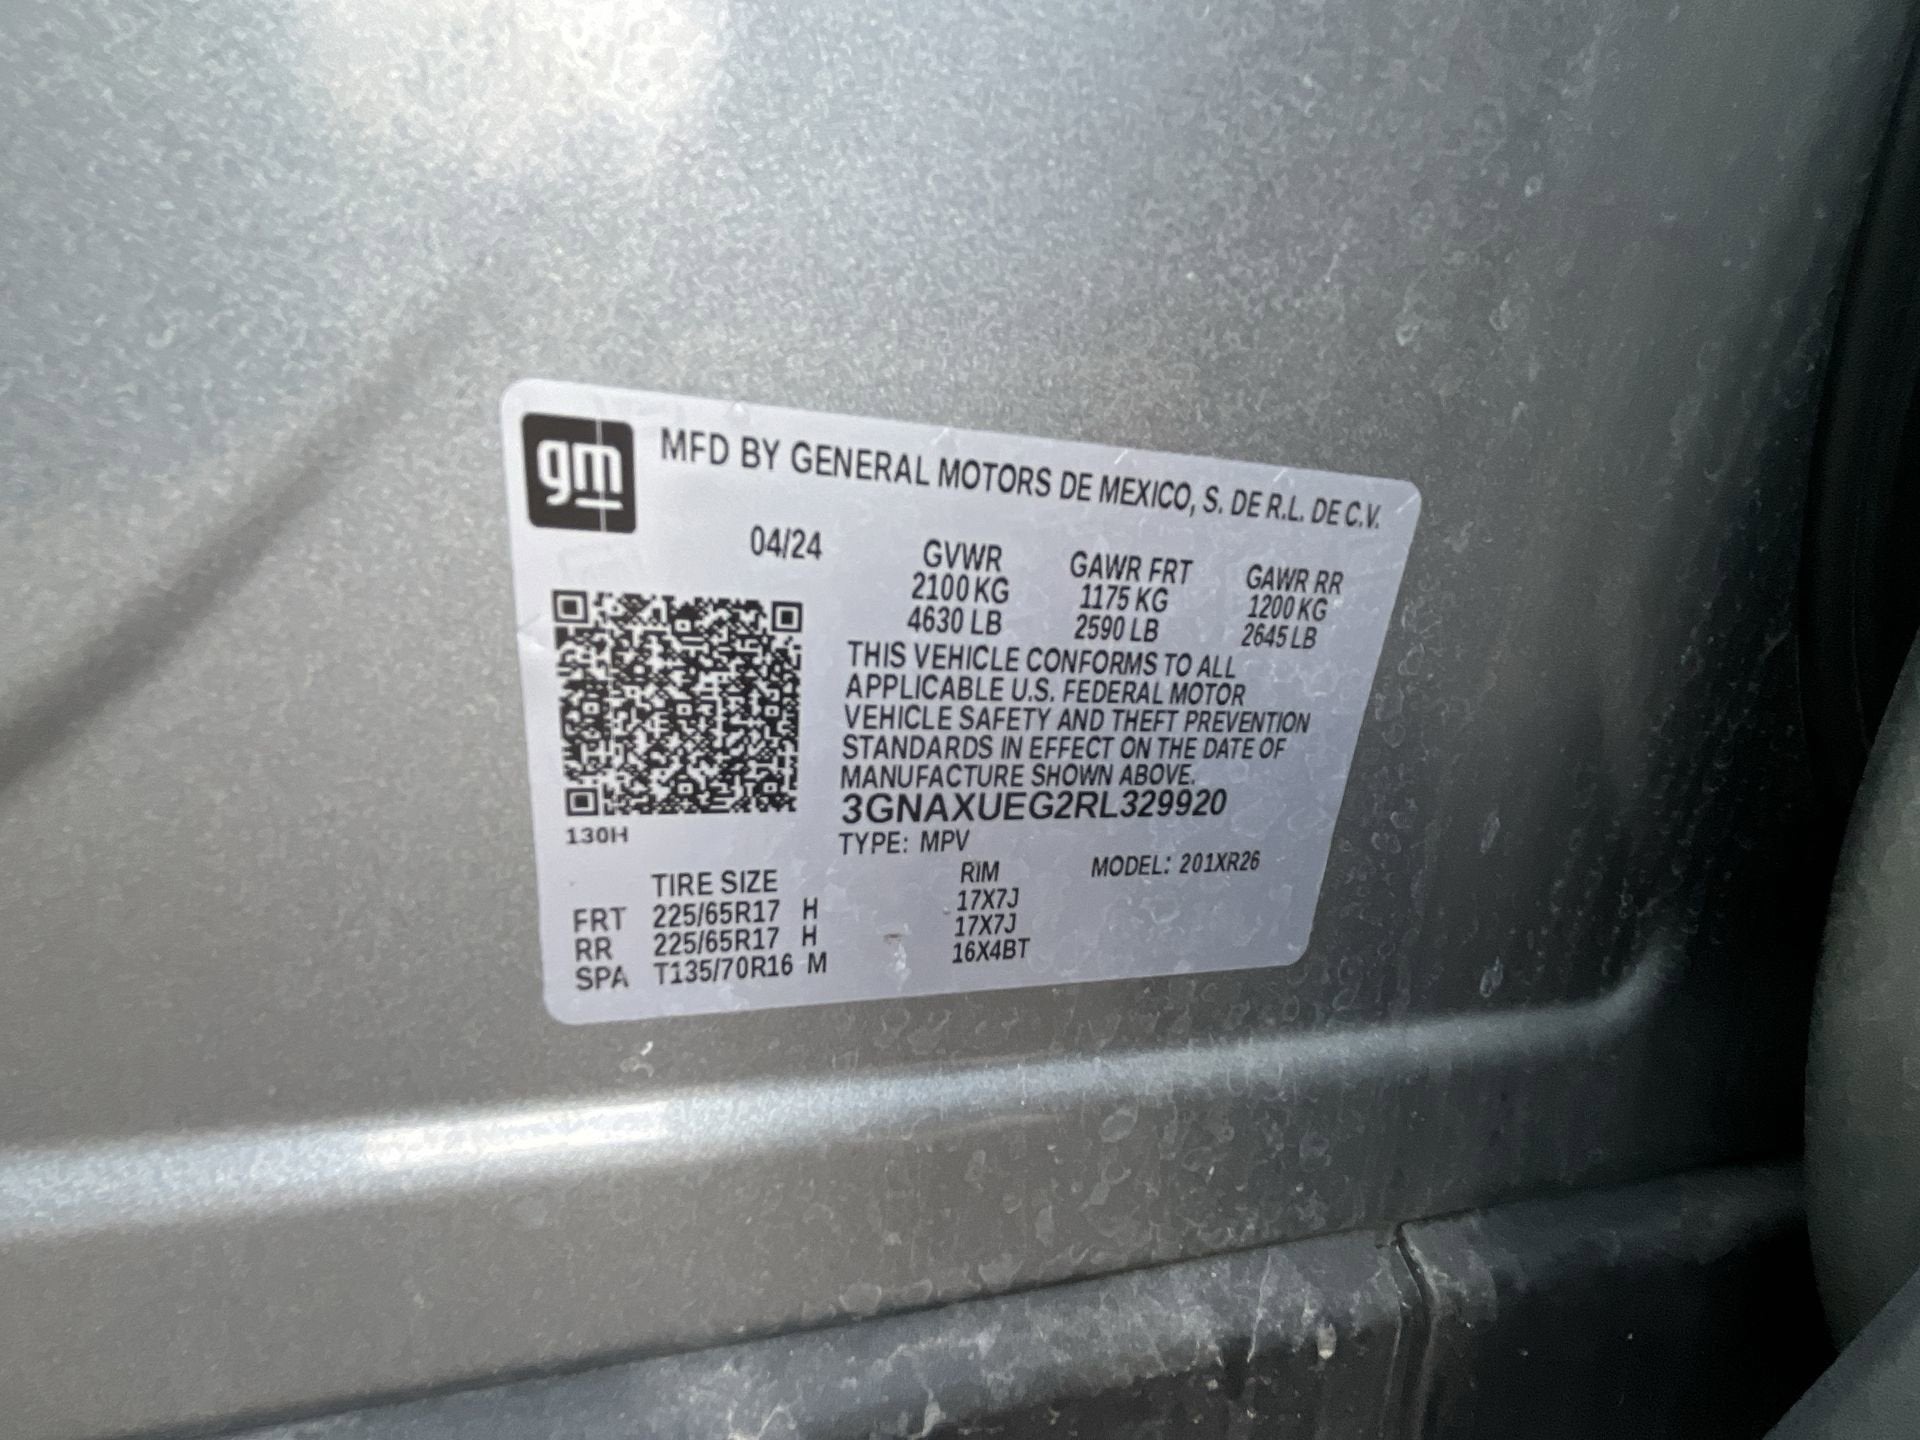 gm
MFD BY GENERAL MOTORS DE MEXICO, S. DE R.L. DE C.V.
04/24 GVWR GAWR FRT GAWR RR
2100 KG 1175 KG 1200 KG
4630 LB 2590 LB 2645 LB
THIS VEHICLE CONFORMS TO ALL
APPLICABLE U.S. FEDERAL MOTOR
VEHICLE SAFETY AND THEFT PREVENTION
STANDARDS IN EFFECT ON THE DATE OF
MANUFACTURE SHOWN ABOVE.
3GNAXUEG2RL329920
130H
TYPE: MPV MODEL: 201XR26
TIRE SIZE RIM
FRT 225/65R17 H 17X7J
RR 225/65R17 H 17X7J
SPA T135/70R16 M 16X4BT